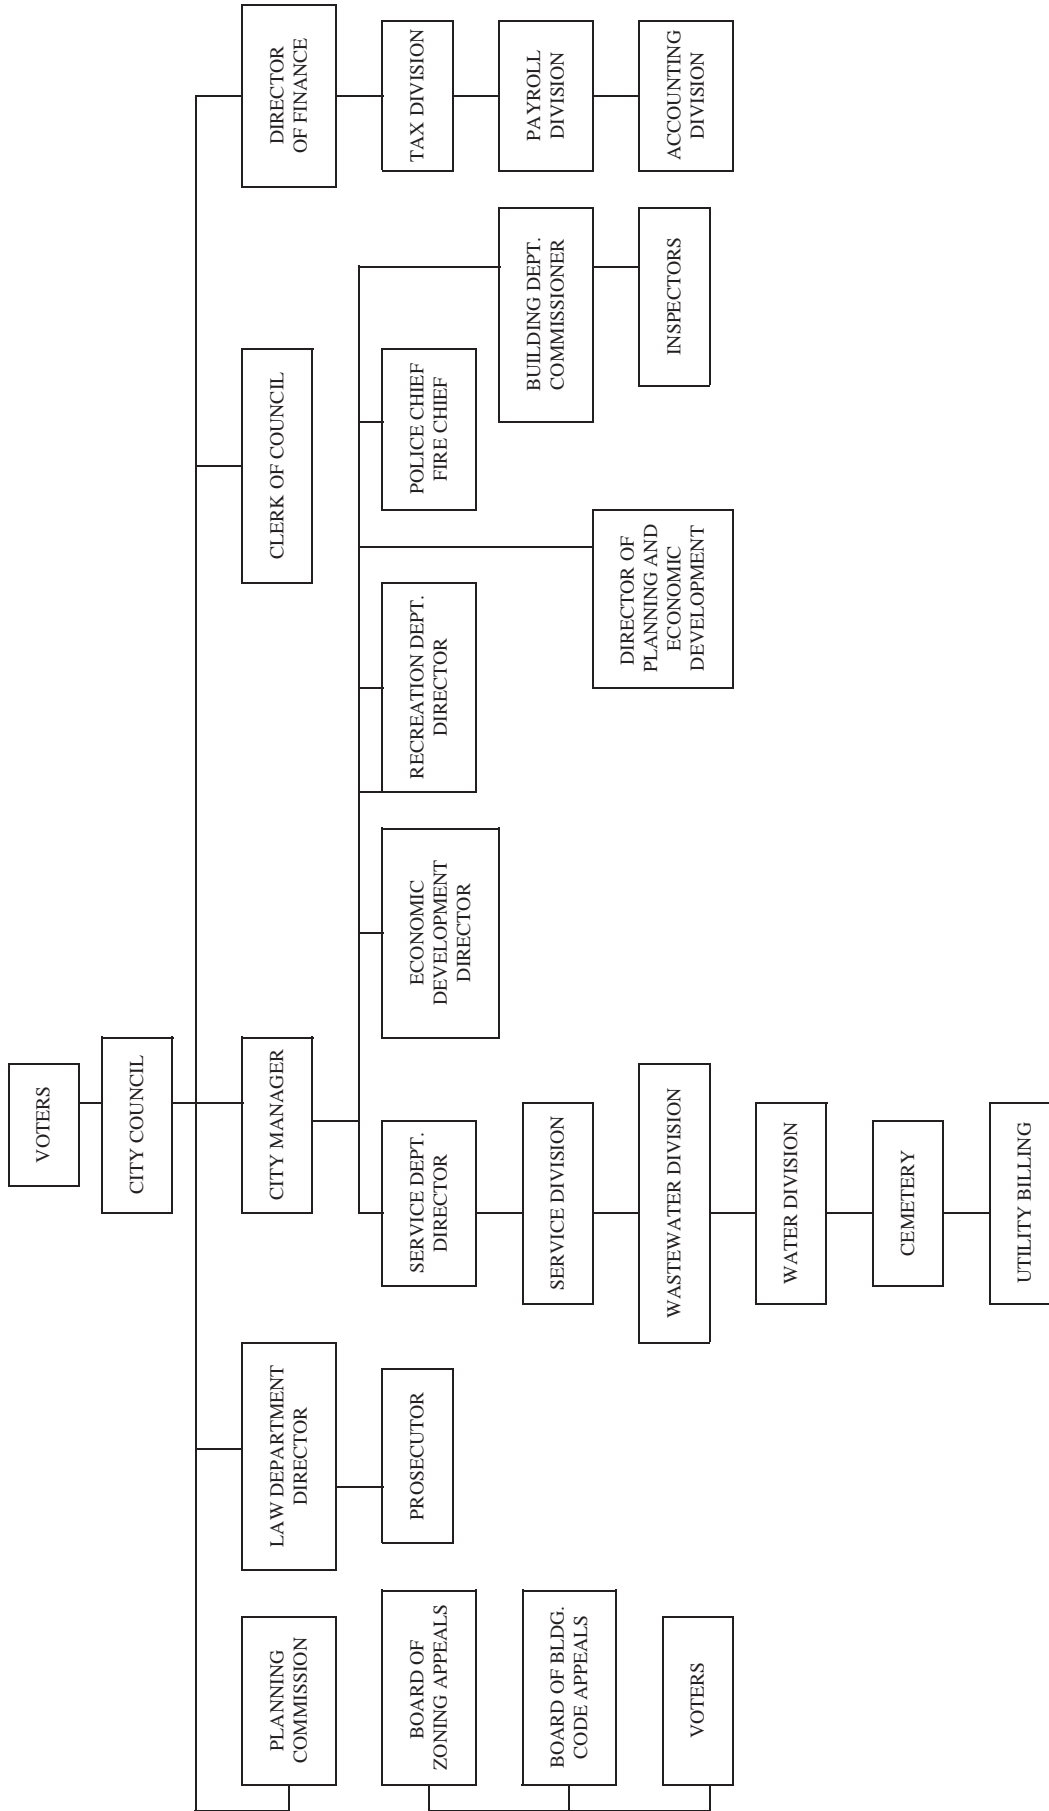 VOTERS
CITY COUNCIL
PLANNING
COMMISSION
LAW DEPARTMENT
DIRECTOR
CITY MANAGER
CLERK OF COUNCIL
DIRECTOR
OF FINANCE
BOARD OF
ZONING APPEALS
PROSECUTOR
SERVICE DEPT.
DIRECTOR
ECONOMIC
DEVELOPMENT
DIRECTOR
RECREATION DEPT.
DIRECTOR
POLICE CHIEF
FIRE CHIEF
TAX DIVISION
BOARD OF BLDG.
CODE APPEALS
SERVICE DIVISION
BUILDING DEPT.
COMMISSIONER
PAYROLL
DIVISION
VOTERS
WASTEWATER DIVISION
DIRECTOR OF
PLANNING AND
ECONOMIC
DEVELOPMENT
INSPECTORS
ACCOUNTING
DIVISION
WATER DIVISION
CEMETERY
UTILITY BILLING